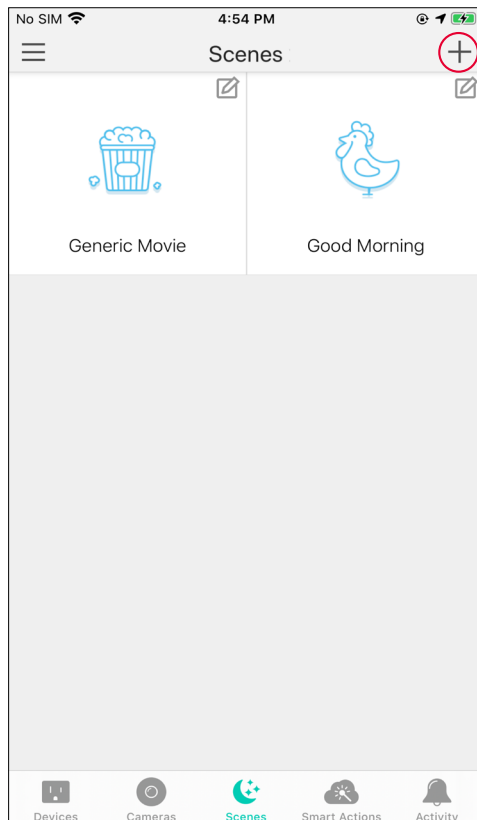 No SIM 4:54 PM
Scenes
Generic Movie Good Morning
Devices Cameras Scenes Smart Actions Activity